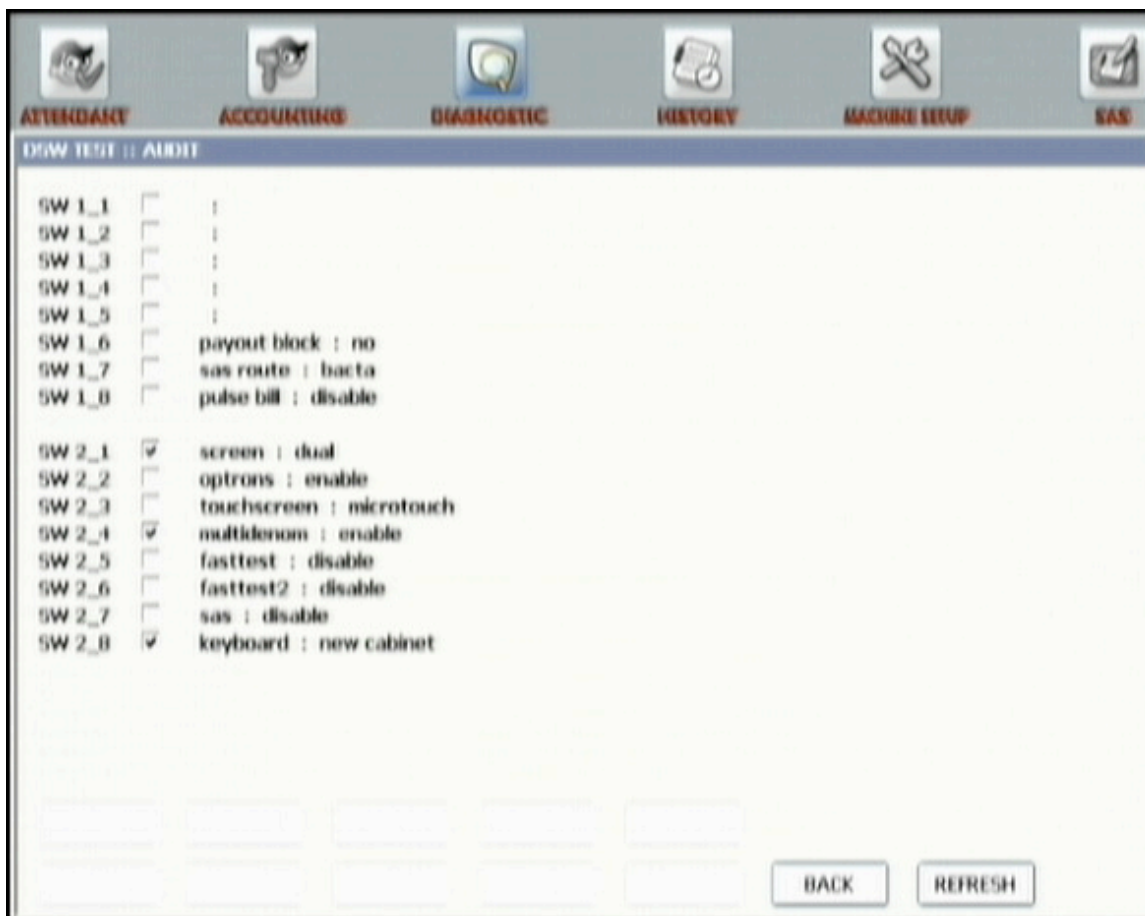 ATTENDANT ACCOUNTING DIAGNOSTIC HISTORY MACHINE SETUP SAS
DSW TEST :: AUDIT
SW 1_1 :
SW 1_2 :
SW 1_3 :
SW 1_4 :
SW 1_5 :
SW 1_6 payout block : no
SW 1_7 sas route : bacta
SW 1_8 pulse bill : disable
SW 2_1 screen : dual
SW 2_2 optrons : enable
SW 2_3 touchscreen : microtouch
SW 2_4 multidenom : enable
SW 2_5 fasttest : disable
SW 2_6 fasttest2 : disable
SW 2_7 sas : disable
SW 2_8 keyboard : new cabinet
BACK REFRESH